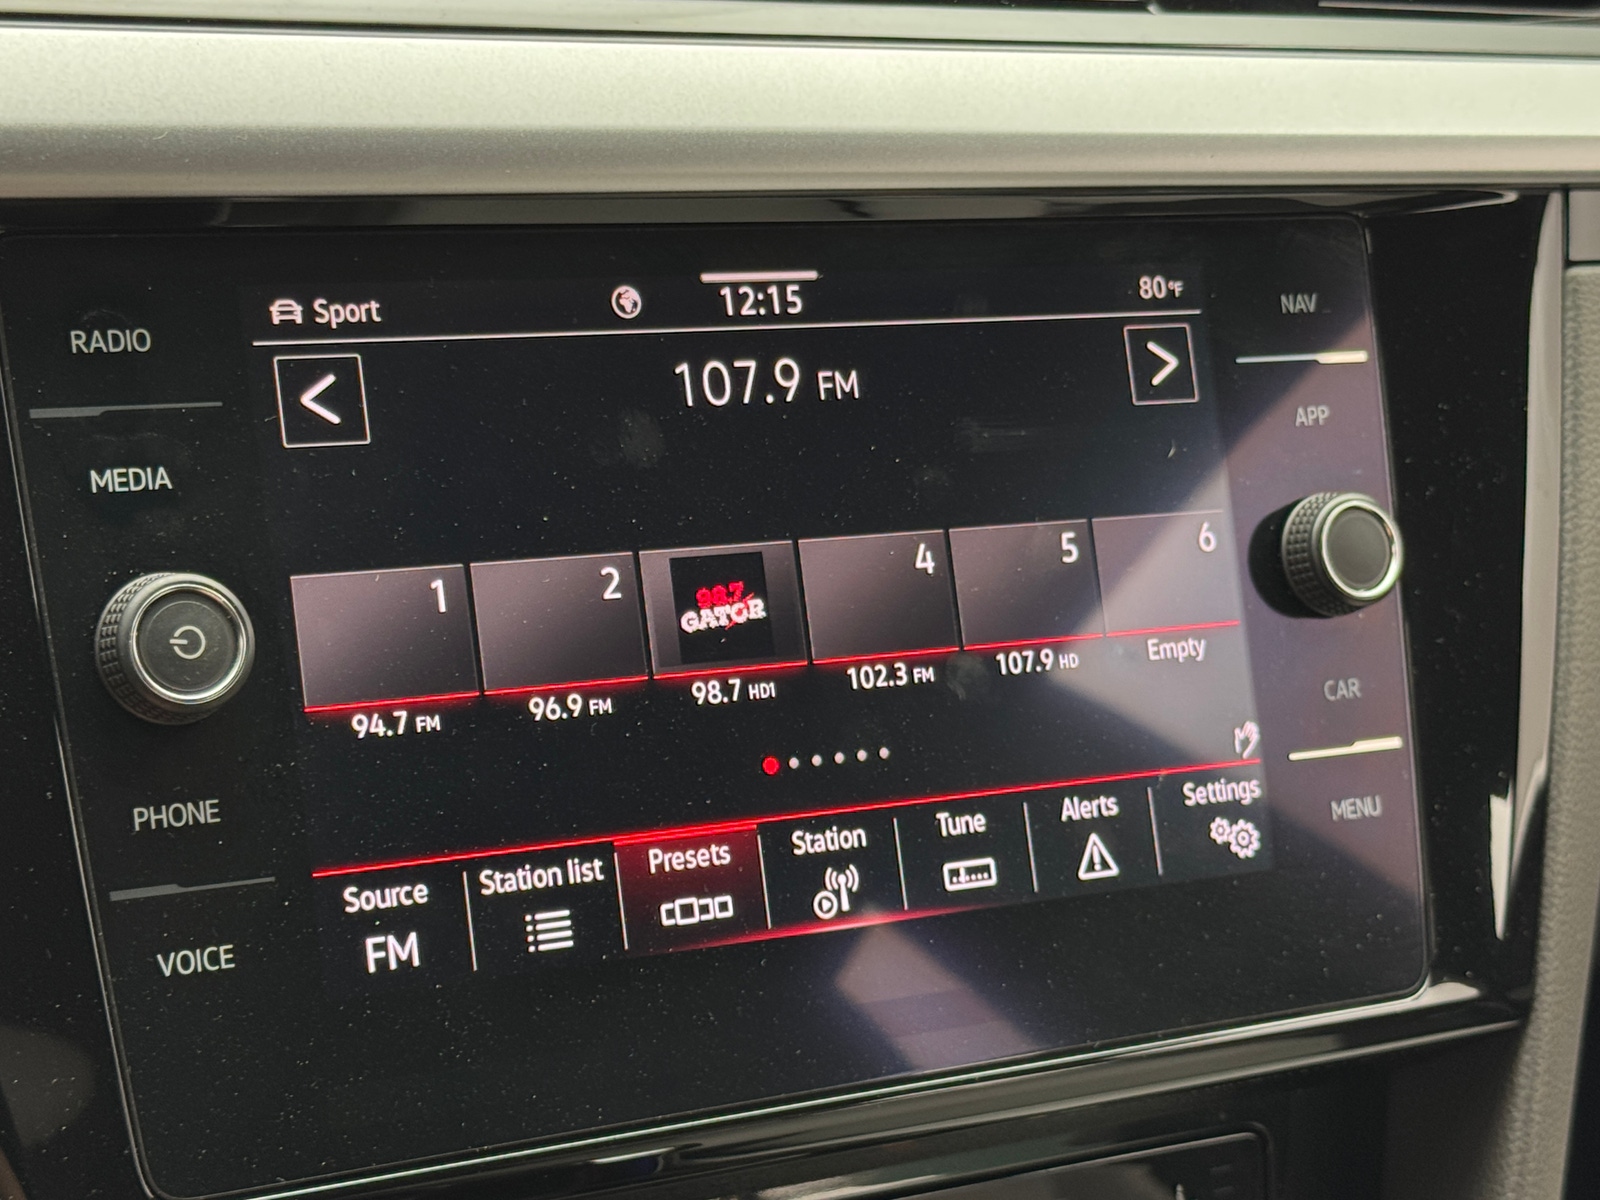 RADIO
MEDIA
PHONE
VOICE
Sport
12:15
80°F
107.9 FM
1
2
98.7
GATOR
4
5
6
94.7 FM
96.9 FM
98.7 HD1
102.3 FM
107.9 HD
Empty
Source
FM
Station list
Presets
Station
Tune
Alerts
Settings
NAV
APP
CAR
MENU